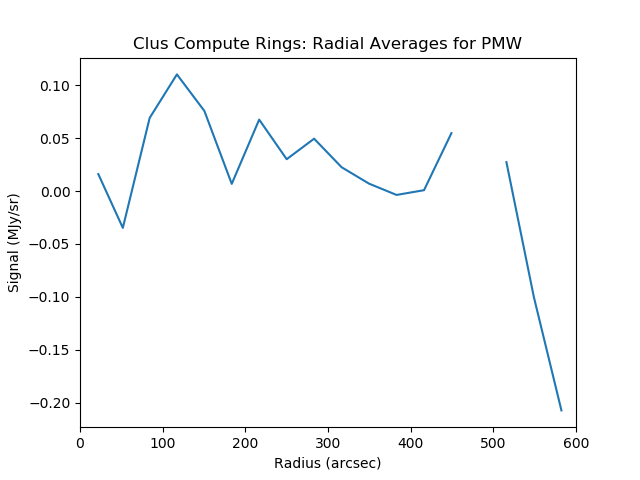 Clus Compute Rings: Radial Averages for PMW
Signal (MJy/sr)
0.10
0.05
0.00
−0.05
−0.10
−0.15
−0.20
0 100 200 300 400 500 600
Radius (arcsec)